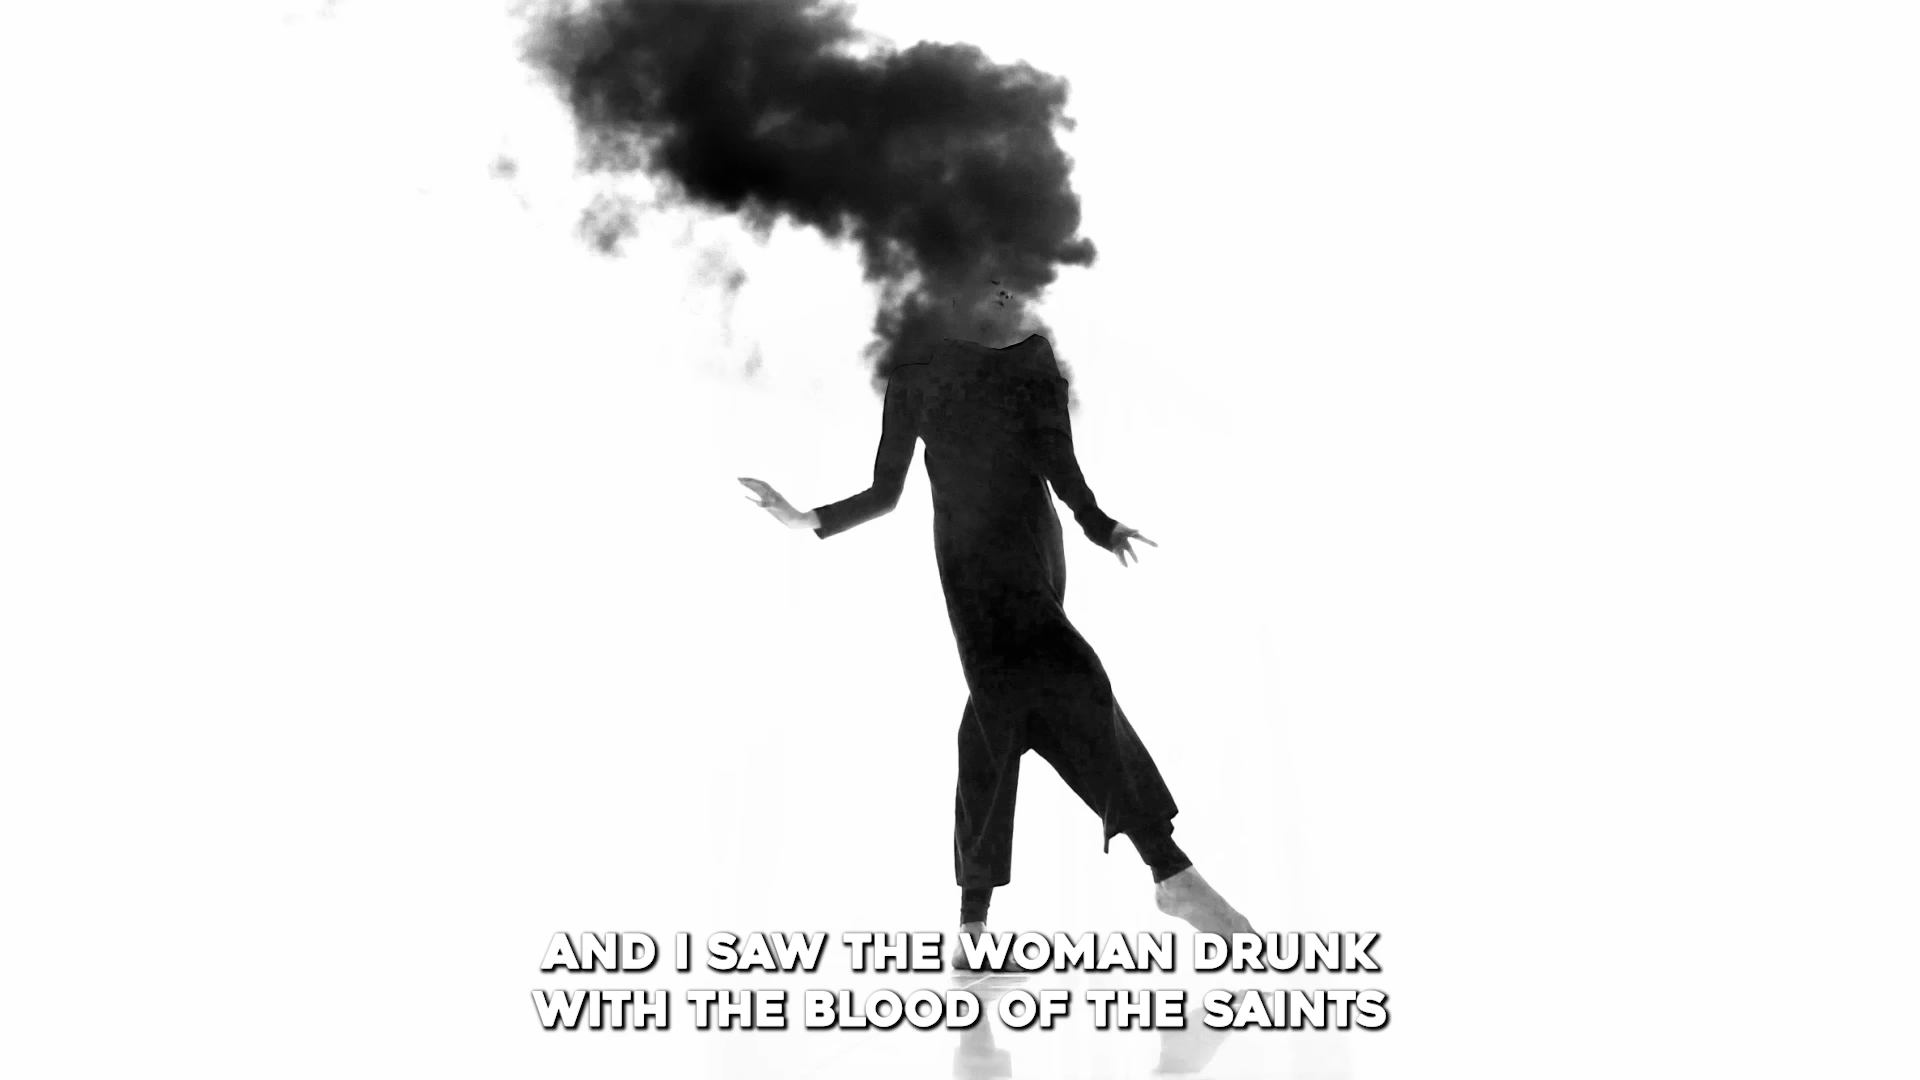 AND I SAW THE WOMAN DRUNK
WITH THE BLOOD OF THE SAINTS